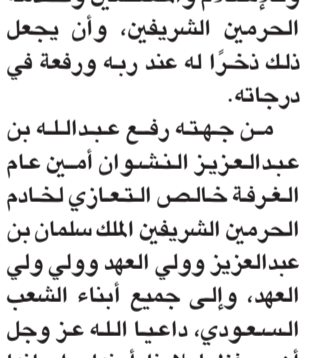 الحرمين الشريفين، وأن يجعل
ذلك ذخرًا له عند ربه ورفعة في
درجاته.
من جهته رفع عبدالله بن
عبدالعزيز النشوان أمين عام
الغرفة خالص التعازي لخادم
الحرمين الشريفين الملك سلمان بن
عبدالعزيز وولي العهد وولي ولي
العهد، وإلى جميع أبناء الشعب
السعودي، داعيا الله عز وجل